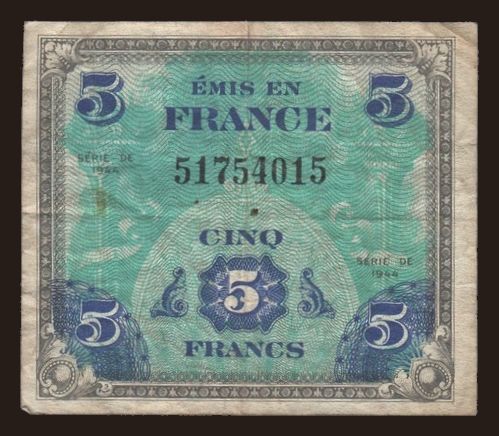 5 ÉMIS EN 5
FRANCE
SÉRIE DE
1944
51754015
CINQ
SÉRIE DE
1944
5
5 FRANCS 5